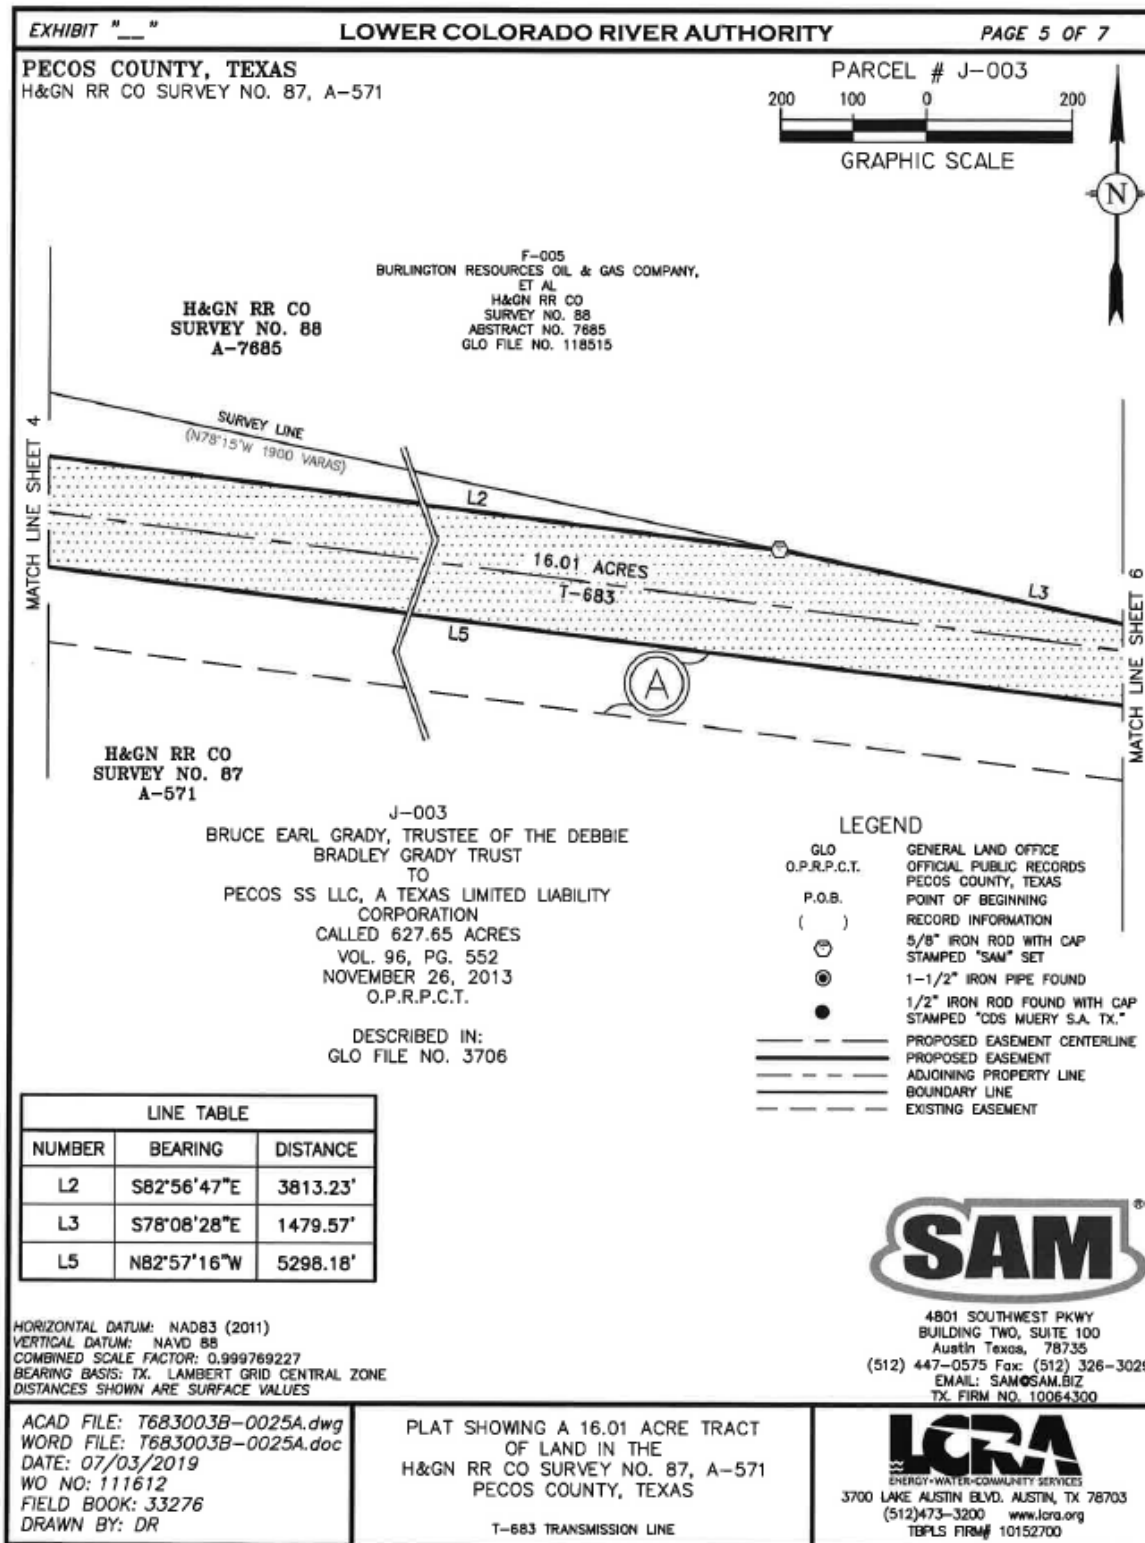 EXHIBIT "__"
LOWER COLORADO RIVER AUTHORITY
PAGE 5 OF 7
PECOS COUNTY, TEXAS
H&GN RR CO SURVEY NO. 87, A-571
PARCEL # J-003
200 100 0 200
GRAPHIC SCALE
N
F-005
BURLINGTON RESOURCES OIL & GAS COMPANY,
ET AL
H&GN RR CO
SURVEY NO. 88
ABSTRACT NO. 7685
GLO FILE NO. 118515
H&GN RR CO
SURVEY NO. 88
A-7685
MATCH LINE SHEET 4
SURVEY LINE
(N78°15'W 1900 VARAS)
L2
16.01 ACRES
T-683
L3
L5
A
MATCH LINE SHEET 6
H&GN RR CO
SURVEY NO. 87
A-571
J-003
BRUCE EARL GRADY, TRUSTEE OF THE DEBBIE
BRADLEY GRADY TRUST
TO
PECOS SS LLC, A TEXAS LIMITED LIABILITY
CORPORATION
CALLED 627.65 ACRES
VOL. 96, PG. 552
NOVEMBER 26, 2013
O.P.R.P.C.T.
DESCRIBED IN:
GLO FILE NO. 3706
LEGEND
GLO GENERAL LAND OFFICE
O.P.R.P.C.T. OFFICIAL PUBLIC RECORDS
PECOS COUNTY, TEXAS
P.O.B. POINT OF BEGINNING
( ) RECORD INFORMATION
5/8" IRON ROD WITH CAP
STAMPED "SAM" SET
1-1/2" IRON PIPE FOUND
1/2" IRON ROD FOUND WITH CAP
STAMPED "CDS MUERY S.A. TX."
PROPOSED EASEMENT CENTERLINE
PROPOSED EASEMENT
ADJOINING PROPERTY LINE
BOUNDARY LINE
EXISTING EASEMENT
LINE TABLE
NUMBER BEARING DISTANCE
L2 S82°56'47"E 3813.23'
L3 S78°08'28"E 1479.57'
L5 N82°57'16"W 5298.18'
SAM®
4801 SOUTHWEST PKWY
BUILDING TWO, SUITE 100
Austin Texas, 78735
(512) 447-0575 Fax: (512) 326-3029
EMAIL: SAM@SAM.BIZ
TX. FIRM NO. 10064300
HORIZONTAL DATUM: NAD83 (2011)
VERTICAL DATUM: NAVD 88
COMBINED SCALE FACTOR: 0.999769227
BEARING BASIS: TX. LAMBERT GRID CENTRAL ZONE
DISTANCES SHOWN ARE SURFACE VALUES
ACAD FILE: T683003B-0025A.dwg
WORD FILE: T683003B-0025A.doc
DATE: 07/03/2019
WO NO: 111612
FIELD BOOK: 33276
DRAWN BY: DR
PLAT SHOWING A 16.01 ACRE TRACT
OF LAND IN THE
H&GN RR CO SURVEY NO. 87, A-571
PECOS COUNTY, TEXAS
T-683 TRANSMISSION LINE
LCRA
ENERGY•WATER•COMMUNITY SERVICES
3700 LAKE AUSTIN BLVD. AUSTIN, TX 78703
(512)473-3200 www.lcra.org
TBPLS FIRM# 10152700